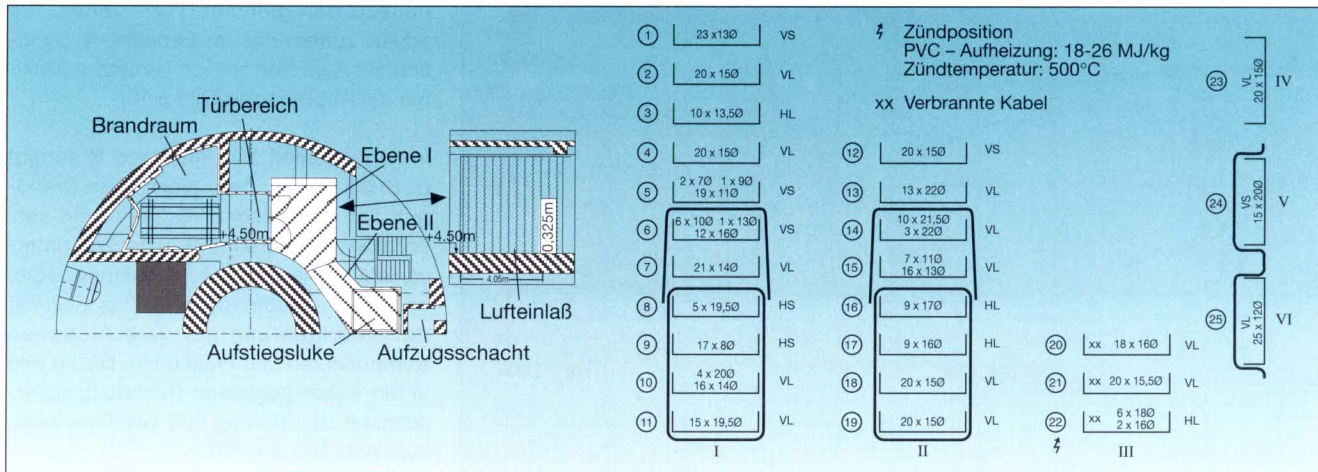 Türbereich
Brandraum
Ebene I
Ebene II
+4.50m
+4.50m
0.325m
4.05m
Lufteinlaß
Aufstiegsluke
Aufzugsschacht
1 23 x13Ø VS
2 20 x 15Ø VL
3 10 x 13,5Ø HL
4 20 x 15Ø VL
5 2 x 7Ø 1 x 9Ø VS
19 x 11Ø
6 6 x 10Ø 1 x 13Ø VS
12 x 16Ø
7 21 x 14Ø VL
8 5 x 19,5Ø HS
9 17 x 8Ø HS
10 4 x 20Ø VL
16 x 14Ø
11 15 x 19,5Ø VL
I
Zündposition
PVC – Aufheizung: 18-26 MJ/kg
Zündtemperatur: 500°C
xx Verbrannte Kabel
12 20 x 15Ø VS
13 13 x 22Ø VL
14 10 x 21,5Ø VL
3 x 22Ø
15 7 x 11Ø VL
16 x 13Ø
16 9 x 17Ø HL
17 9 x 16Ø HL
18 20 x 15Ø VL
19 20 x 15Ø VL
II
20 xx 18 x 16Ø VL
21 xx 20 x 15,5Ø VL
22 xx 6 x 18Ø HL
2 x 16Ø
III
23 VL 20 x 15Ø IV
24 VS 15 x 20Ø V
25 VL 25 x 12Ø VI